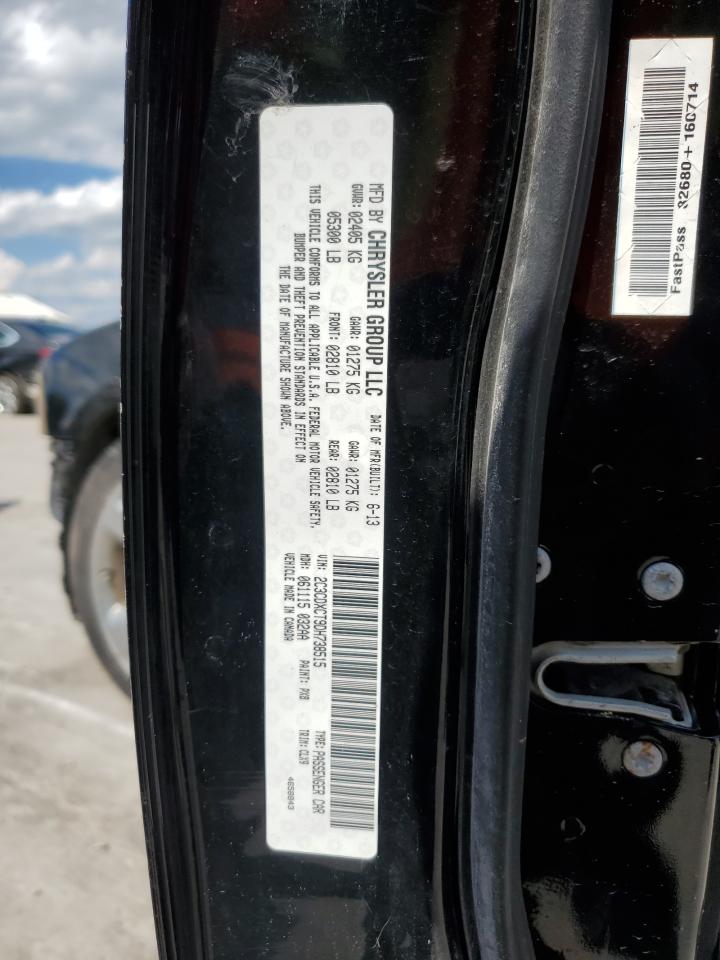 MFD BY CHRYSLER GROUP LLC DATE OF MFR(BUILT): 6-13
GVWR: 02405 KG GAWR: 01275 KG GAWR: 01275 KG
05300 LB FRONT: 02810 LB REAR: 02810 LB
THIS VEHICLE CONFORMS TO ALL APPLICABLE U.S.A. FEDERAL MOTOR VEHICLE SAFETY,
BUMPER AND THEFT PREVENTION STANDARDS IN EFFECT ON
THE DATE OF MANUFACTURE SHOWN ABOVE.
VIN: 2C3CDXCT9DH738515 TYPE: PASSENGER CAR
MDH: 061115 032AA PAINT: PX8 TRIM: CLX9
VEHICLE MADE IN CANADA 4658843
FastPass 32680+160714